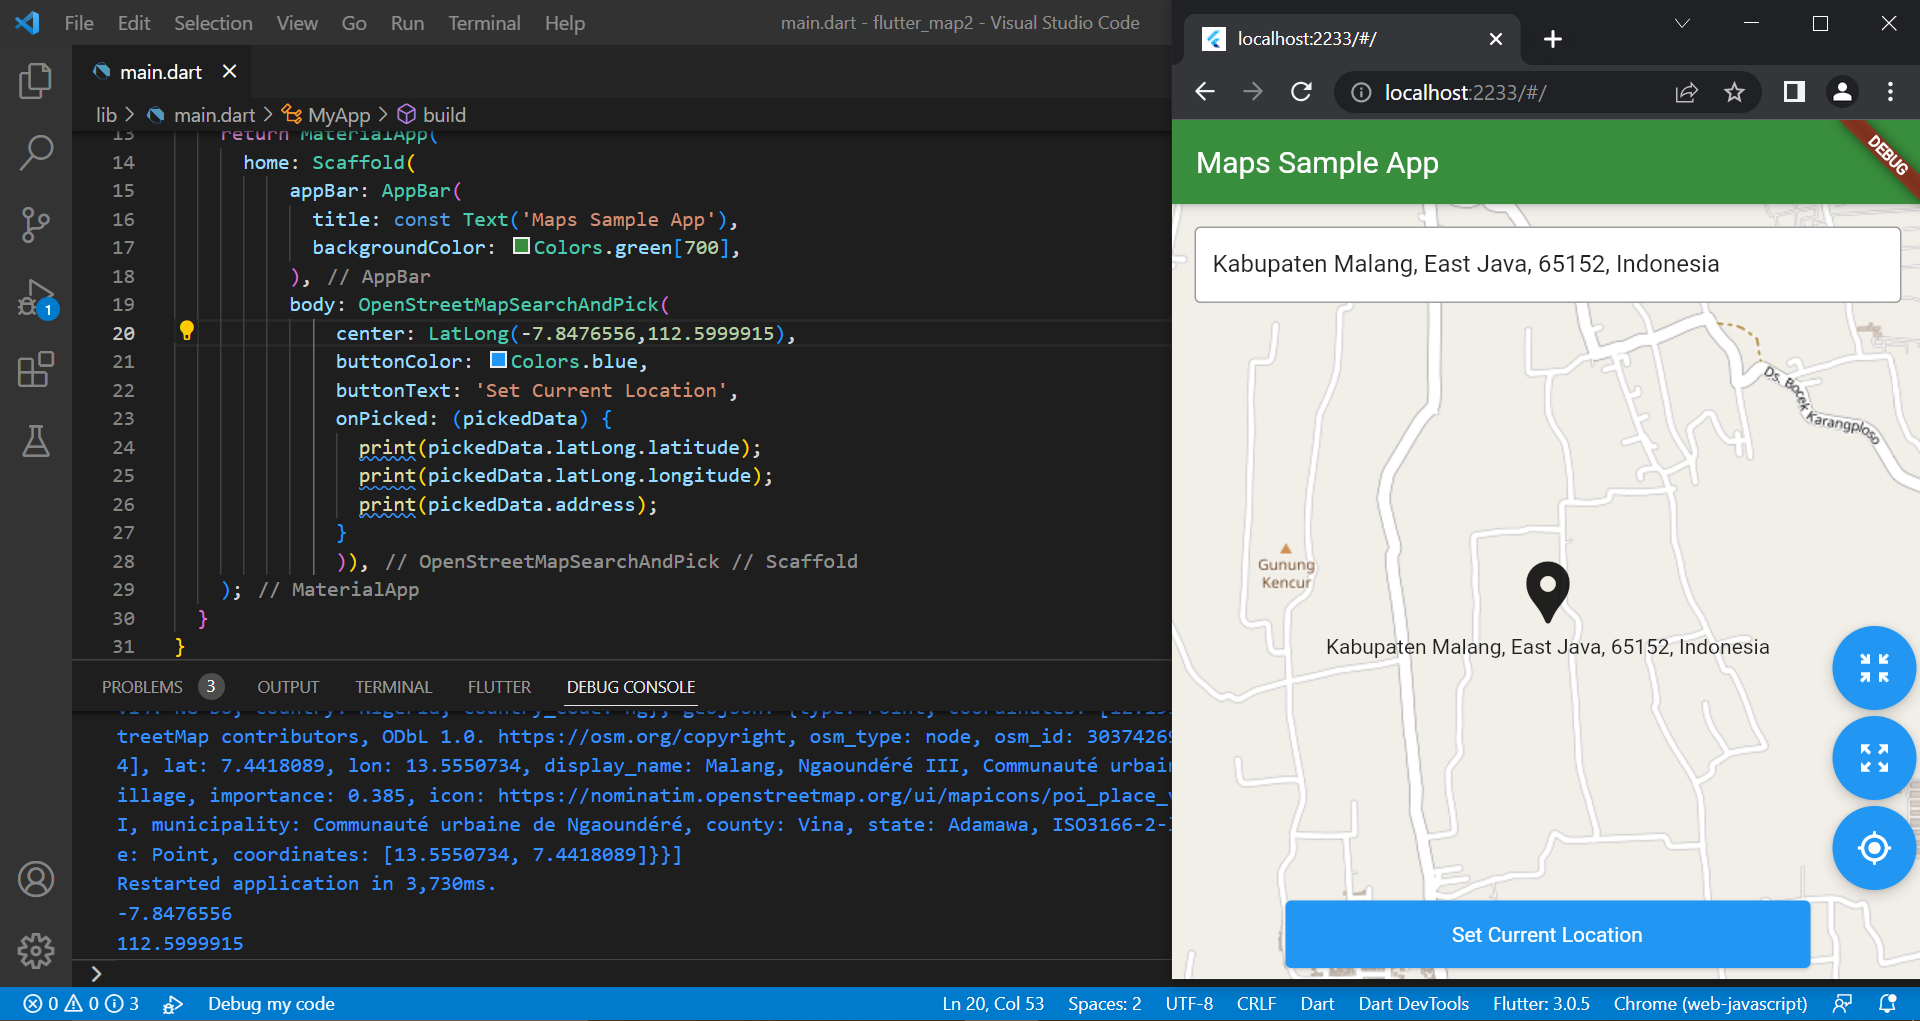 File Edit Selection View Go Run Terminal Help
main.dart - flutter_map2 - Visual Studio Code
main.dart
lib > main.dart > MyApp > build
13 return MaterialApp(
14 home: Scaffold(
15 appBar: AppBar(
16 title: const Text('Maps Sample App'),
17 backgroundColor: Colors.green[700],
18 ), // AppBar
19 body: OpenStreetMapSearchAndPick(
20 center: LatLong(-7.8476556,112.5999915),
21 buttonColor: Colors.blue,
22 buttonText: 'Set Current Location',
23 onPicked: (pickedData) {
24 print(pickedData.latLong.latitude);
25 print(pickedData.latLong.longitude);
26 print(pickedData.address);
27 }
28 )), // OpenStreetMapSearchAndPick // Scaffold
29 ); // MaterialApp
30 }
31 }
1
PROBLEMS 3 OUTPUT TERMINAL FLUTTER DEBUG CONSOLE
treetMap contributors, ODbL 1.0. https://osm.org/copyright, osm_type: node, osm_id: 30374269
4], lat: 7.4418089, lon: 13.5550734, display_name: Malang, Ngaoundéré III, Communauté urbain
illage, importance: 0.385, icon: https://nominatim.openstreetmap.org/ui/mapicons/poi_place_v
I, municipality: Communauté urbaine de Ngaoundéré, county: Vina, state: Adamawa, ISO3166-2-
e: Point, coordinates: [13.5550734, 7.4418089]}}]
Restarted application in 3,730ms.
-7.8476556
112.5999915
>
0 0 3 Debug my code
Ln 20, Col 53 Spaces: 2 UTF-8 CRLF Dart Dart DevTools Flutter: 3.0.5 Chrome (web-javascript)
localhost:2233/#/
localhost:2233/#/
Maps Sample App
DEBUG
Kabupaten Malang, East Java, 65152, Indonesia
Ds. Bocek Karangploso
Gunung
Kencur
Kabupaten Malang, East Java, 65152, Indonesia
Set Current Location